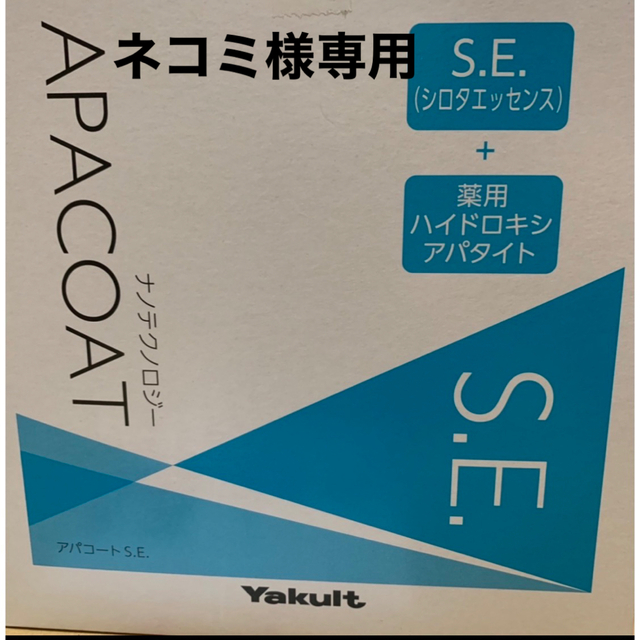 ネコミ様専用
APACOAT
ナノテクノロジー
S.E.
(シロタエッセンス)
+
薬用
ハイドロキシ
アパタイト
S.E.
アパコートS.E.
Yakult